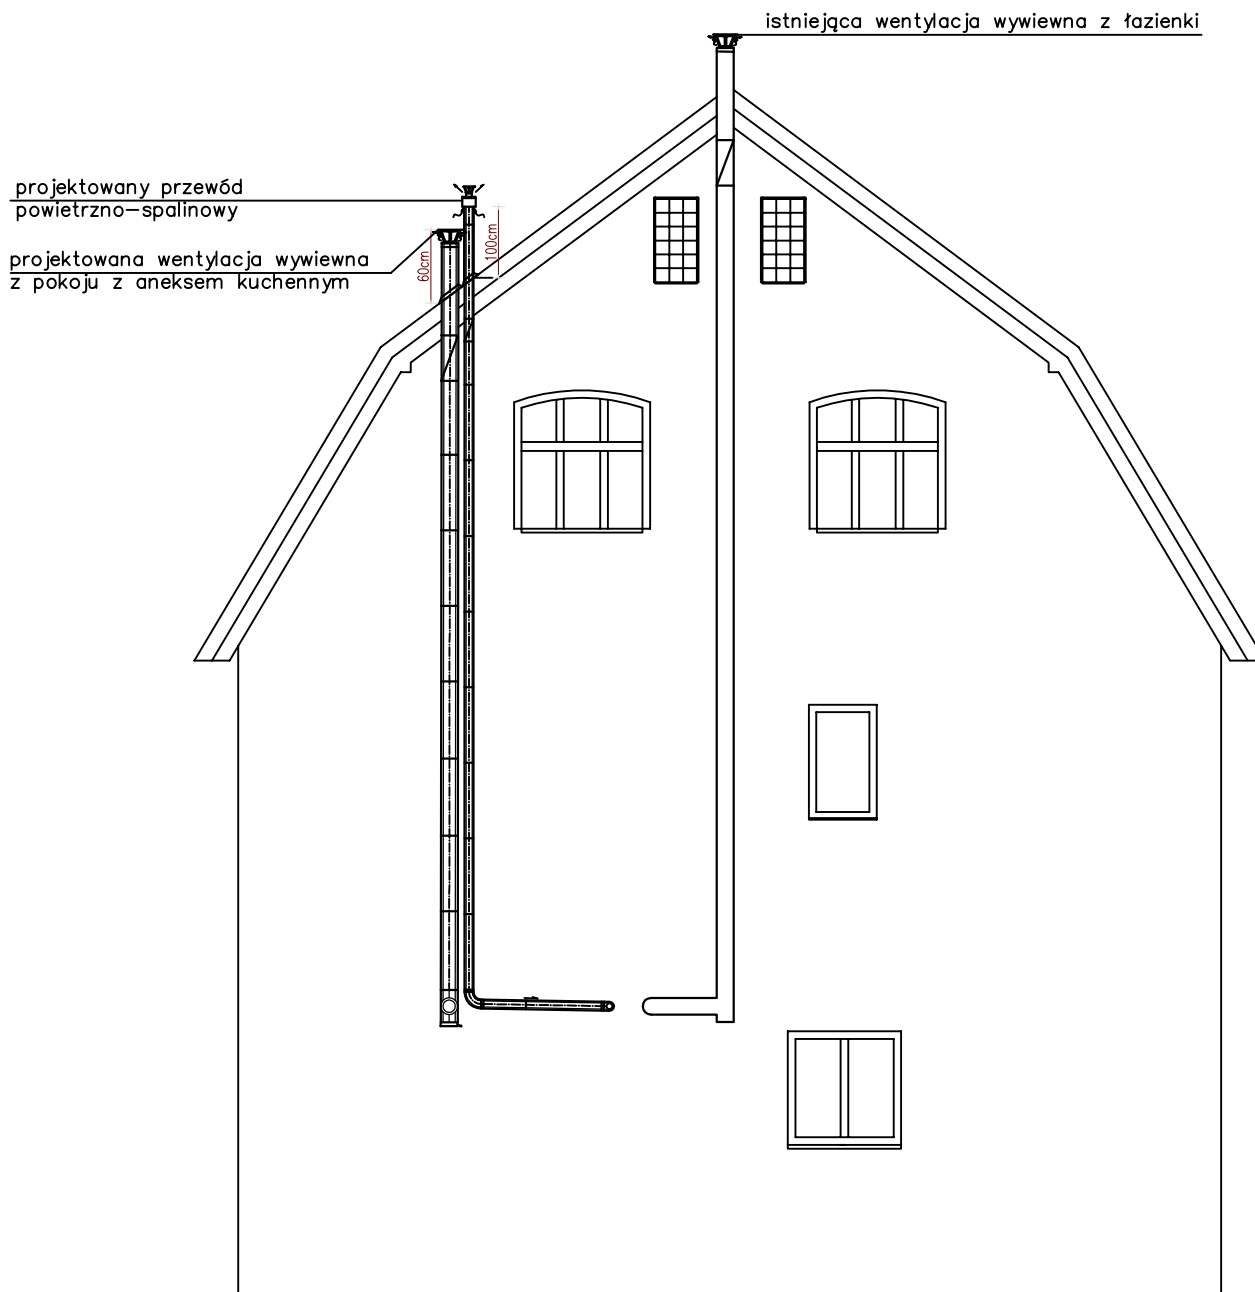 istniejąca wentylacja wywiewna z łazienki
projektowany przewód
powietrzno-spalinowy
projektowana wentylacja wywiewna
z pokoju z aneksem kuchennym
60cm
100cm